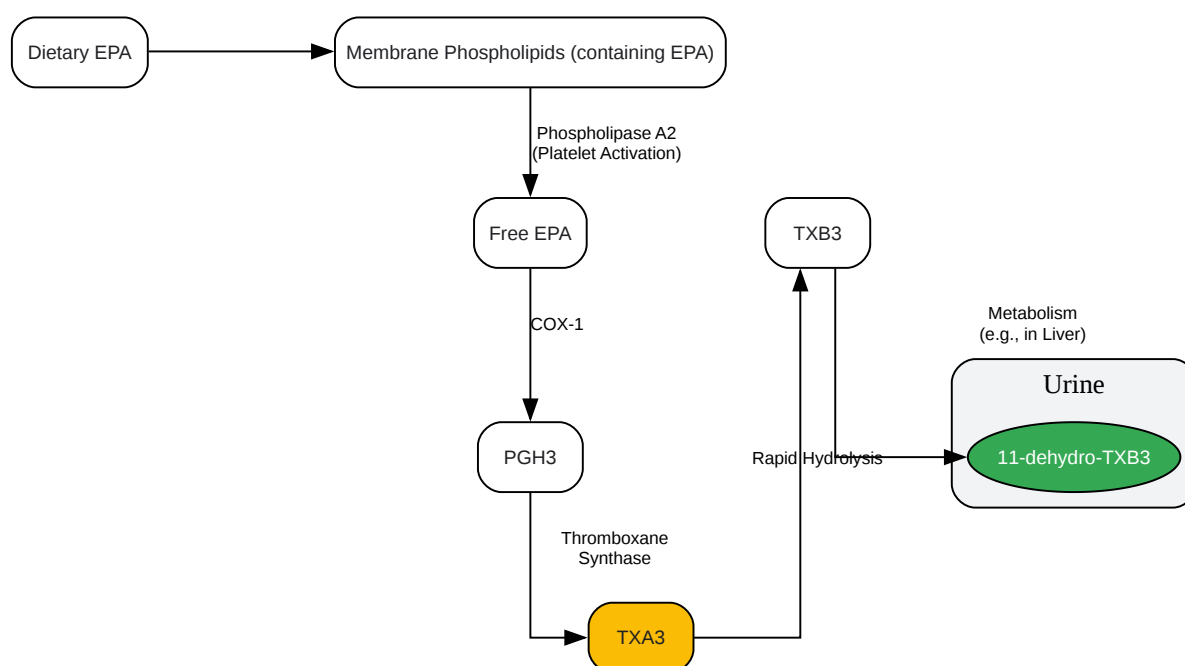 Dietary EPA
Membrane Phospholipids (containing EPA)
Phospholipase A2
(Platelet Activation)
Free EPA
TXB3
COX-1
Metabolism
(e.g., in Liver)
Urine
PGH3
Rapid Hydrolysis
11-dehydro-TXB3
Thromboxane
Synthase
TXA3